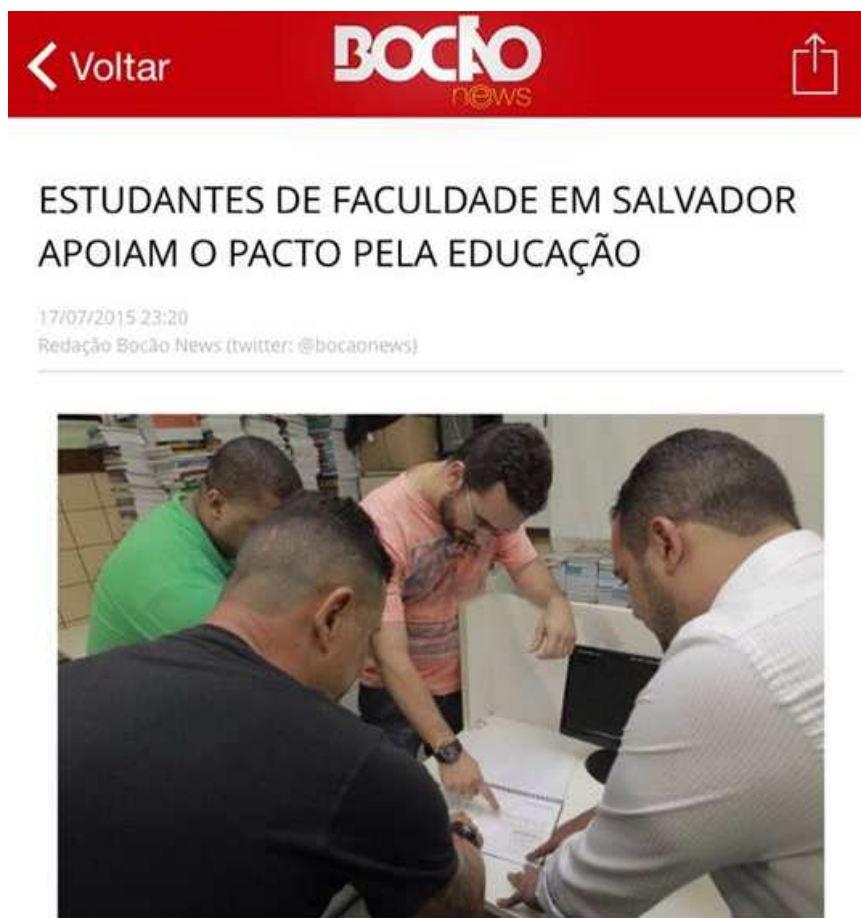 Voltar
BOCÃO
news
ESTUDANTES DE FACULDADE EM SALVADOR
APOIAM O PACTO PELA EDUCAÇÃO
17/07/2015 23:20
Redação Bocão News (twitter: @bocaonews)